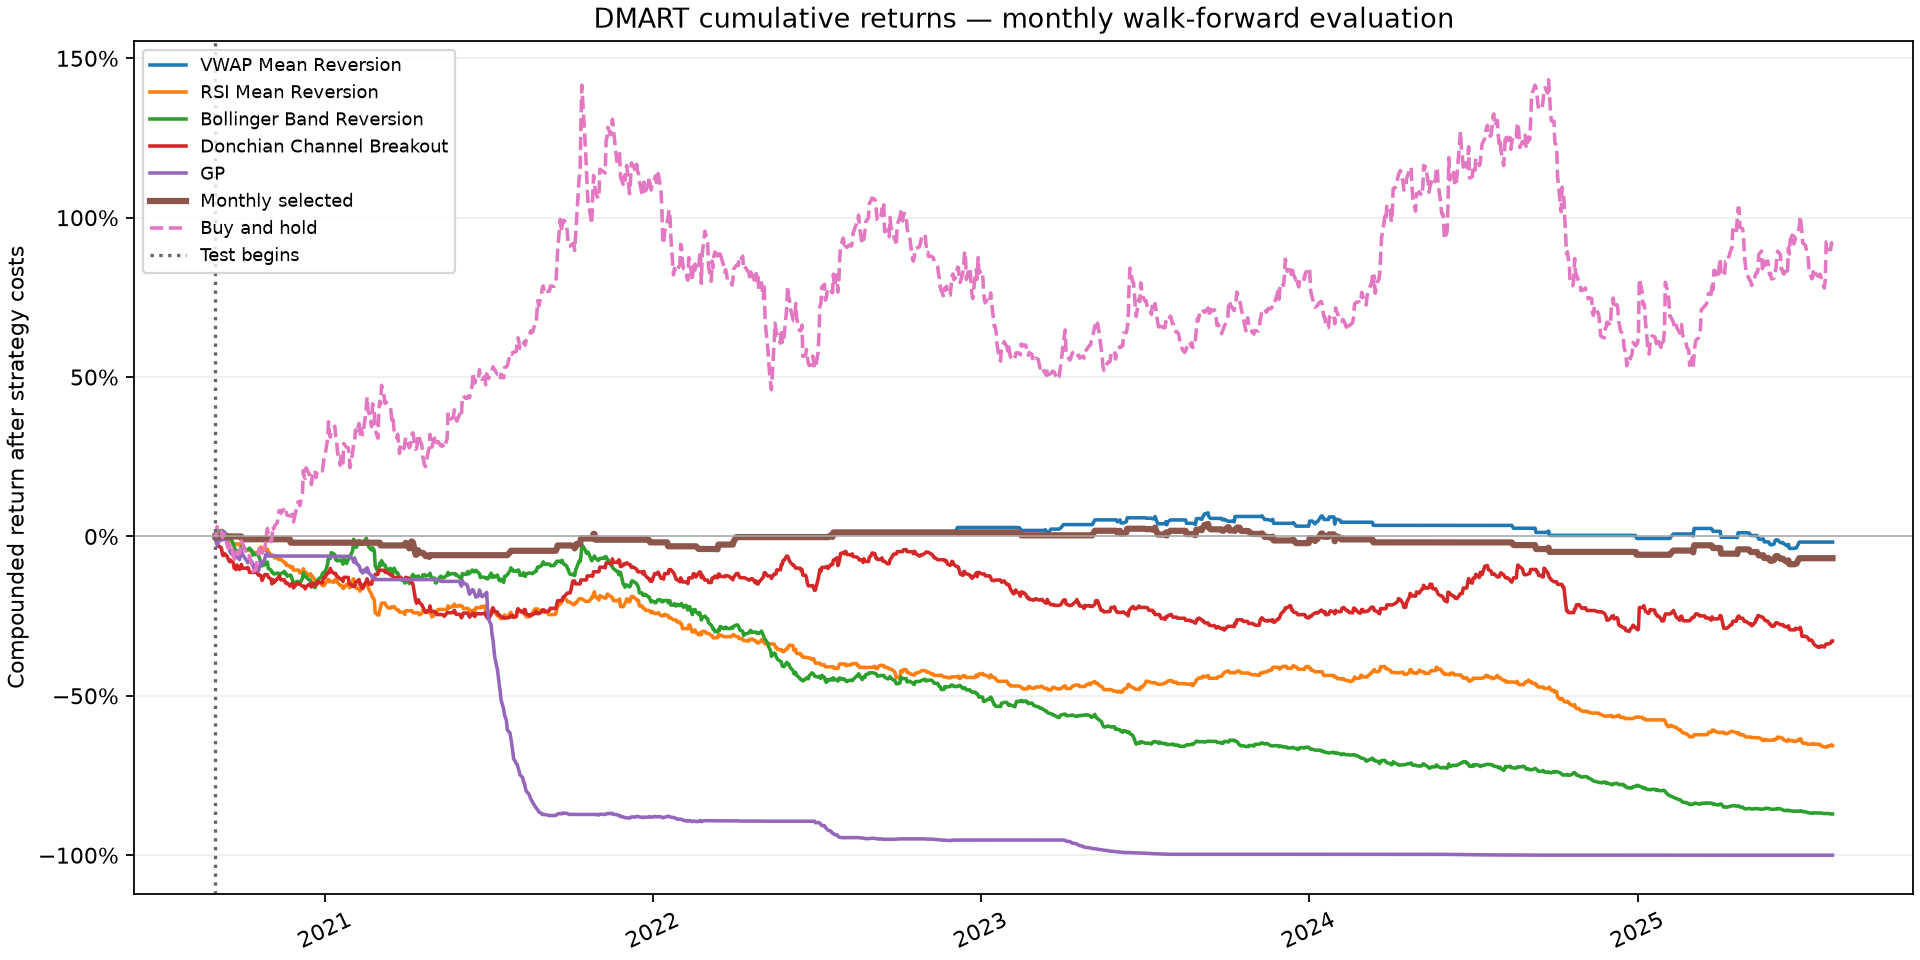 DMART cumulative returns — monthly walk-forward evaluation
Compounded return after strategy costs
150%
100%
50%
0%
−50%
−100%
VWAP Mean Reversion
RSI Mean Reversion
Bollinger Band Reversion
Donchian Channel Breakout
GP
Monthly selected
Buy and hold
Test begins
2021
2022
2023
2024
2025